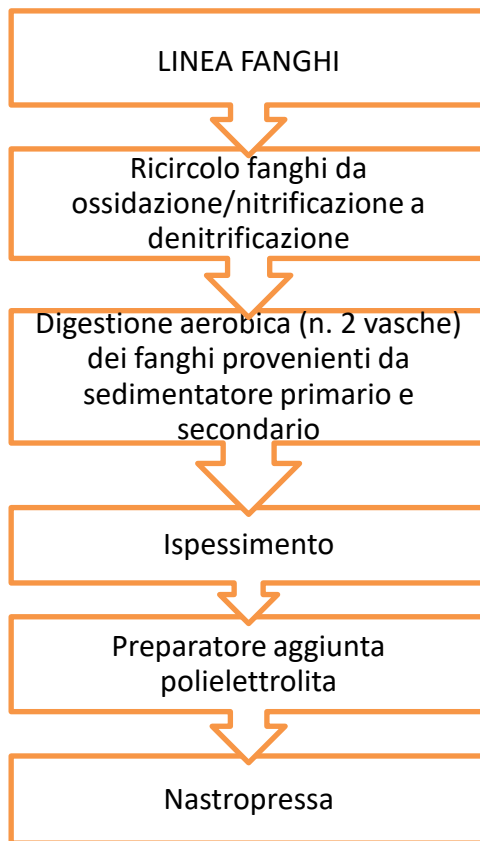 LINEA FANGHI
Ricircolo fanghi da
ossidazione/nitrificazione a
denitrificazione
Digestione aerobica (n. 2 vasche)
dei fanghi provenienti da
sedimentatore primario e
secondario
Ispessimento
Preparatore aggiunta
polielettrolita
Nastropressa